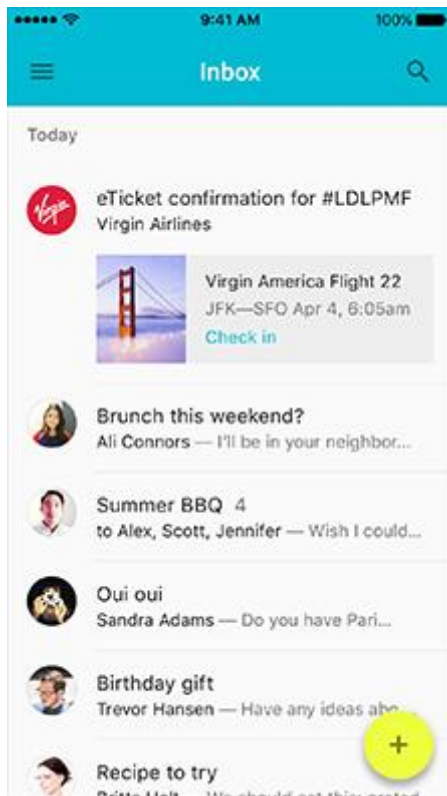 9:41 AM 100%
Inbox
Today
Virgin
eTicket confirmation for #LDLPMF
Virgin Airlines
Virgin America Flight 22
JFK—SFO Apr 4, 6:05am
Check in
Brunch this weekend?
Ali Connors — I'll be in your neighbor...
Summer BBQ 4
to Alex, Scott, Jennifer — Wish I could...
Oui oui
Sandra Adams — Do you have Pari...
Birthday gift
Trevor Hansen — Have any ideas abo...
+
Recipe to try